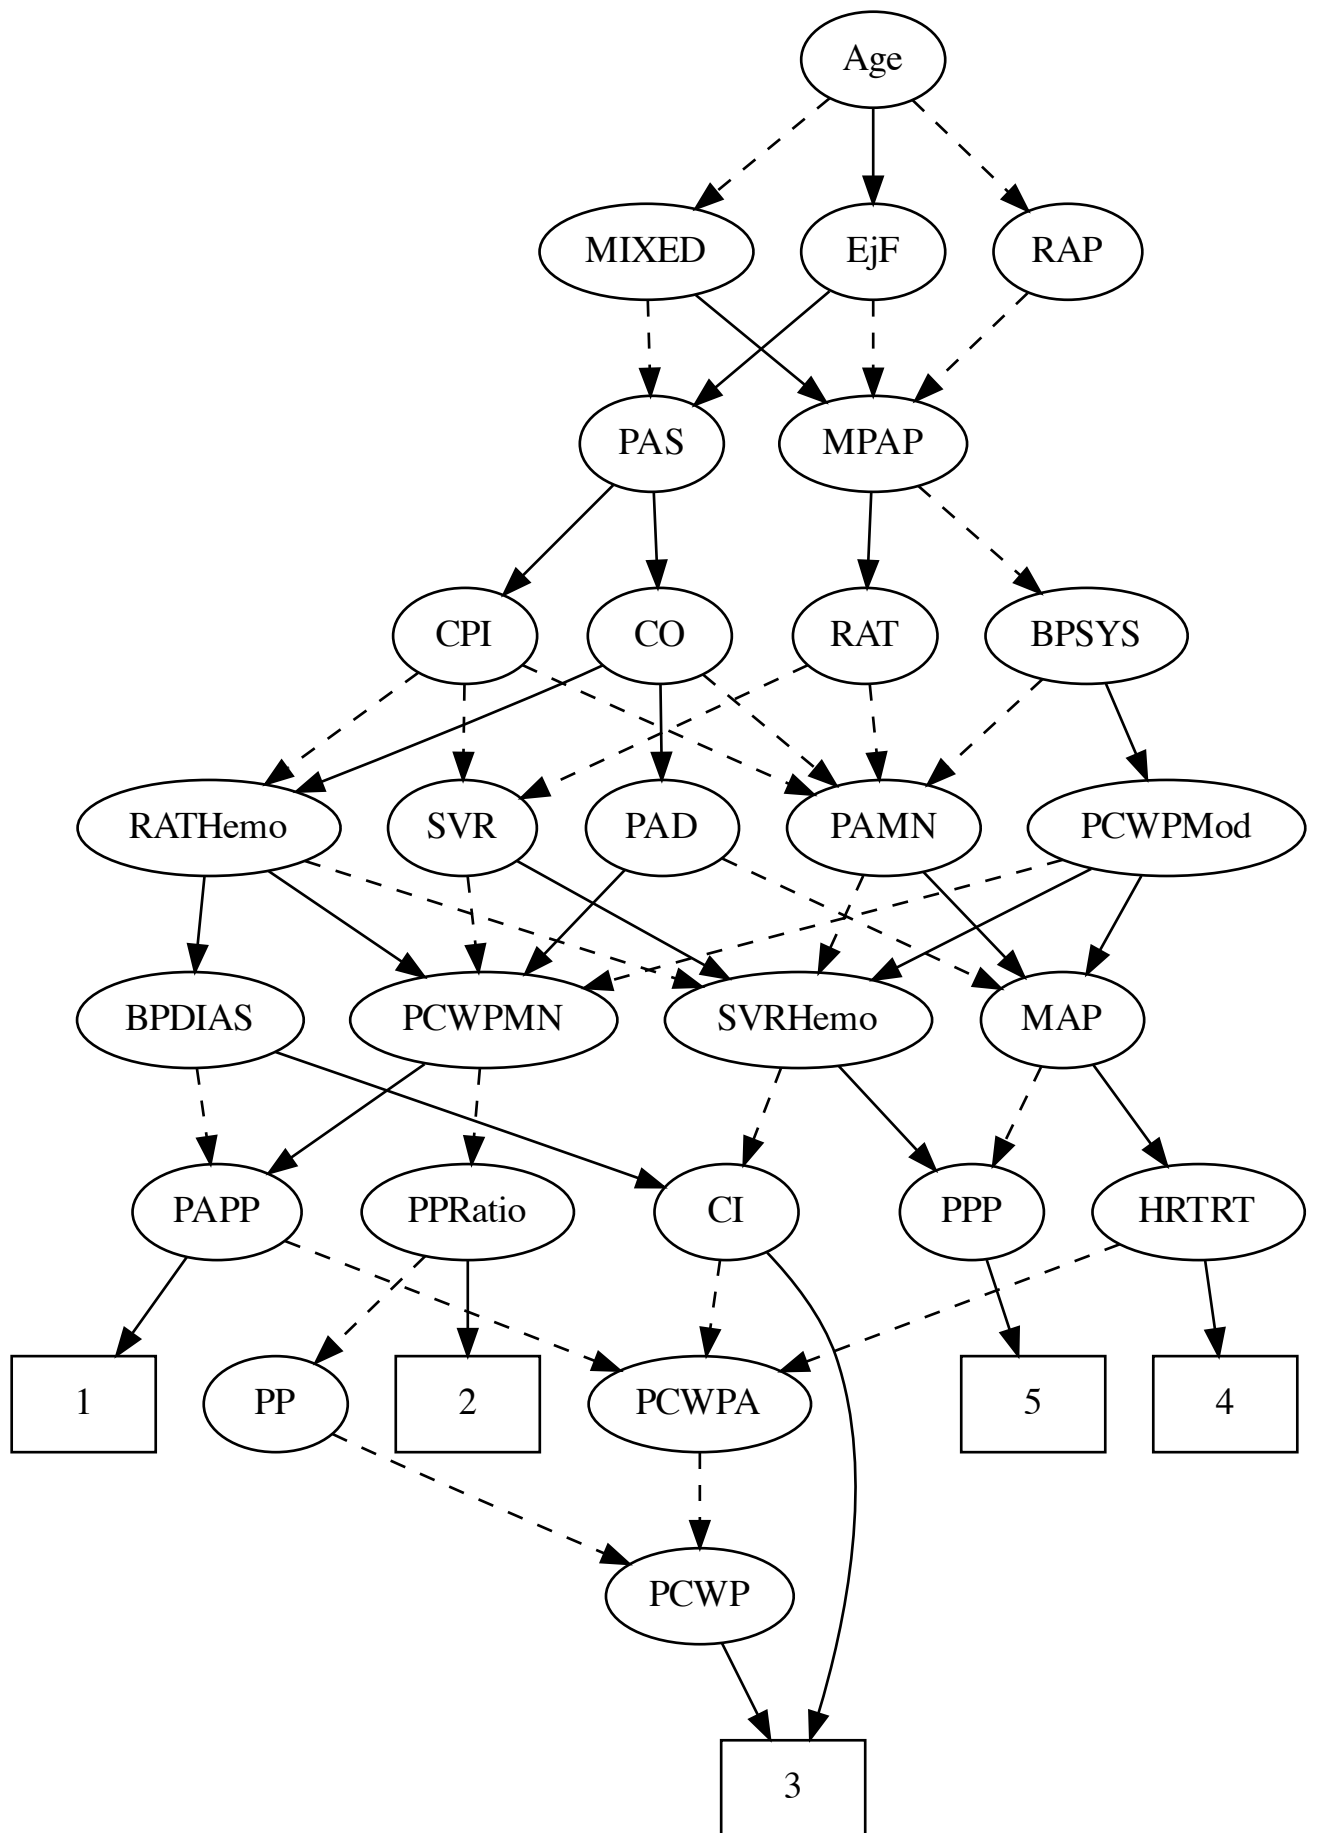 Age
MIXED EjF RAP
PAS MPAP
CPI CO RAT BPSYS
RATHemo SVR PAD PAMN PCWPMod
BPDIAS PCWPMN SVRHemo MAP
PAPP PPRatio CI PPP HRTRT
1 PP 2 PCWPA 5 4
PCWP
3